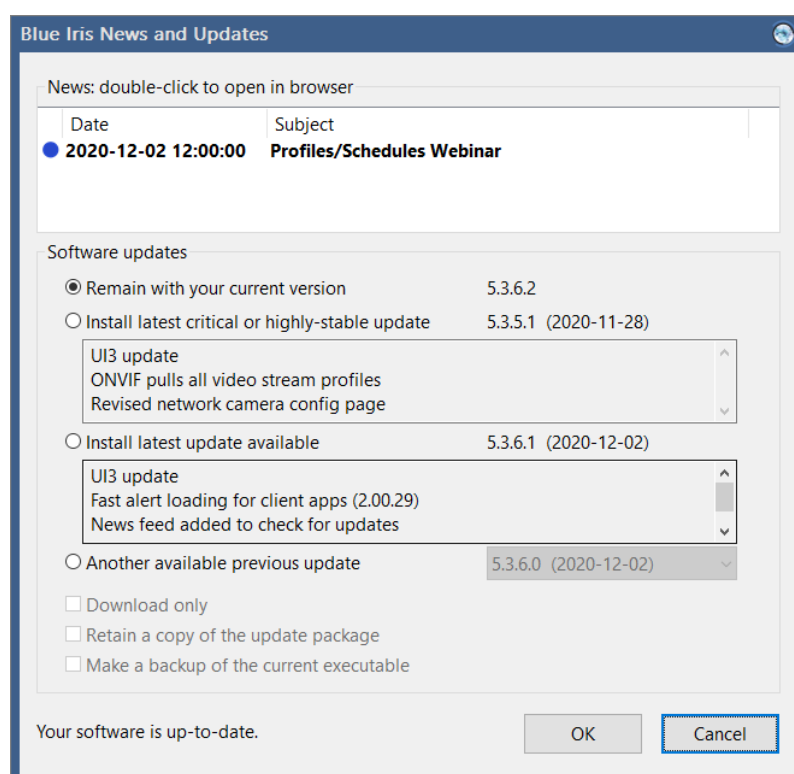 Blue Iris News and Updates
News: double-click to open in browser
Date Subject
2020-12-02 12:00:00 Profiles/Schedules Webinar
Software updates
Remain with your current version 5.3.6.2
Install latest critical or highly-stable update 5.3.5.1 (2020-11-28)
UI3 update
ONVIF pulls all video stream profiles
Revised network camera config page
Install latest update available 5.3.6.1 (2020-12-02)
UI3 update
Fast alert loading for client apps (2.00.29)
News feed added to check for updates
Another available previous update 5.3.6.0 (2020-12-02)
Download only
Retain a copy of the update package
Make a backup of the current executable
Your software is up-to-date. OK Cancel